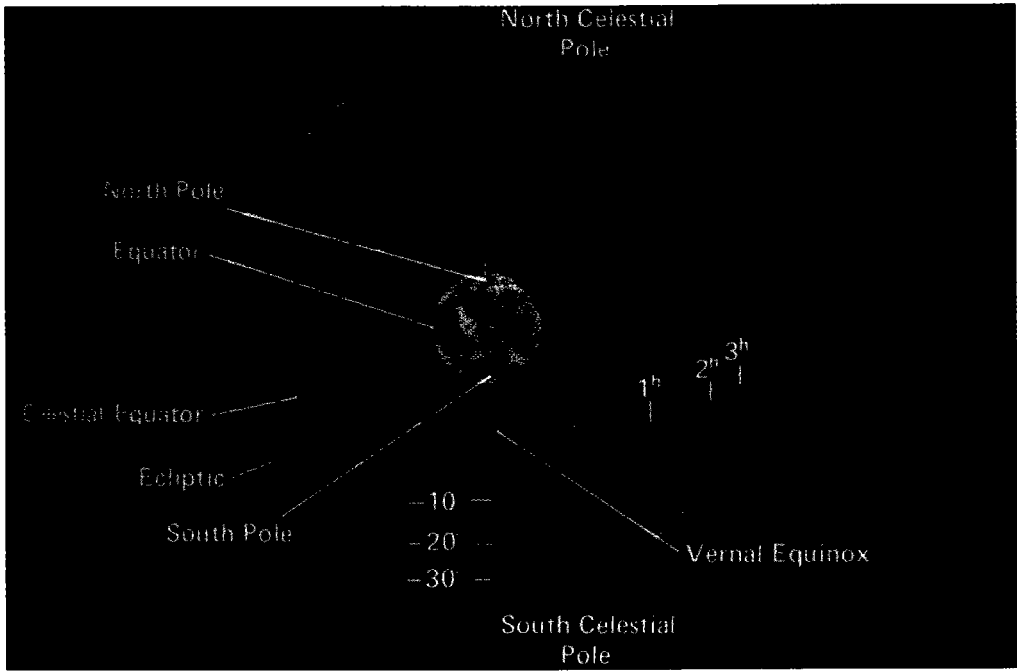 North Celestial
Pole
North Pole
Equator
3h
2h
1h
Celestial Equator
Ecliptic
-10°
South Pole
-20°
Vernal Equinox
-30°
South Celestial
Pole